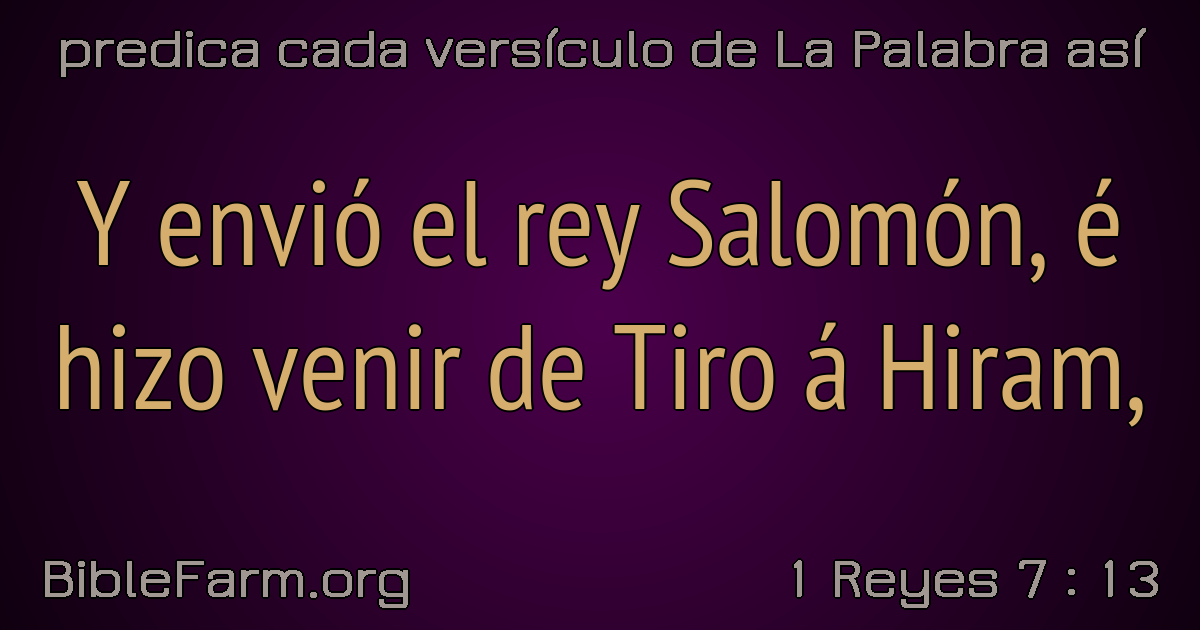 predica cada versículo de La Palabra así
Y envió el rey Salomón, é
hizo venir de Tiro á Hiram,
BibleFarm.org
1 Reyes 7 : 13